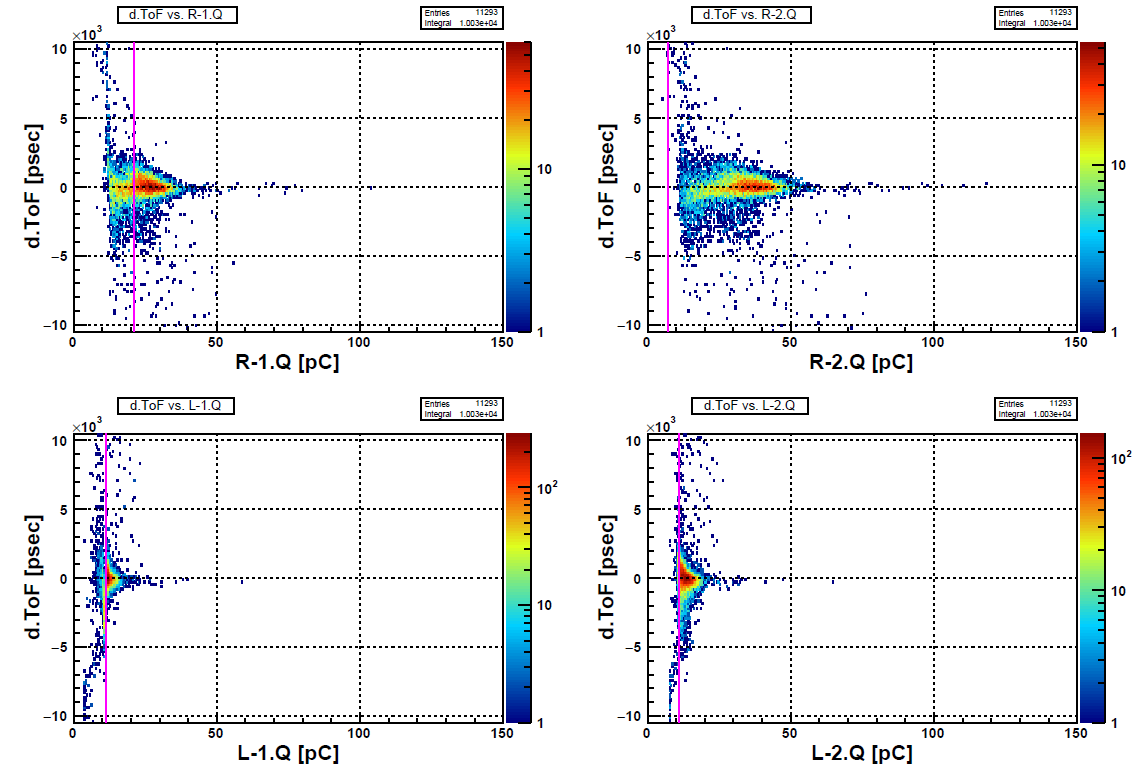 d.ToF vs. R-1.Q
Entries 11293
Integral 1.003e+04
×10³
10
5
0
−5
−10
d.ToF [psec]
0 50 100 150
R-1.Q [pC]
10
1
d.ToF vs. R-2.Q
Entries 11293
Integral 1.003e+04
×10³
10
5
0
−5
−10
d.ToF [psec]
0 50 100 150
R-2.Q [pC]
10
1
d.ToF vs. L-1.Q
Entries 11293
Integral 1.003e+04
×10³
10
5
0
−5
−10
d.ToF [psec]
0 50 100 150
L-1.Q [pC]
10²
10
1
d.ToF vs. L-2.Q
Entries 11293
Integral 1.003e+04
×10³
10
5
0
−5
−10
d.ToF [psec]
0 50 100 150
L-2.Q [pC]
10²
10
1